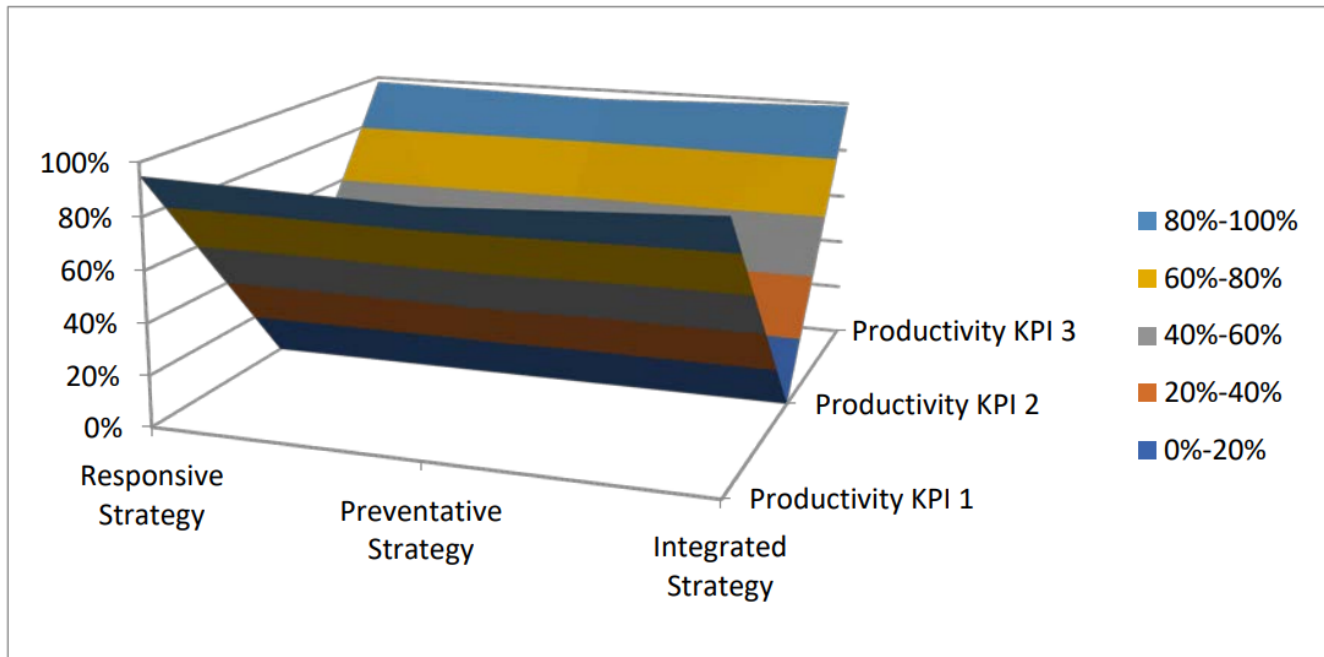 100%
80%
60%
40%
20%
0%
Responsive
Strategy
Preventative
Strategy
Integrated
Strategy
Productivity KPI 1
Productivity KPI 2
Productivity KPI 3
80%-100%
60%-80%
40%-60%
20%-40%
0%-20%